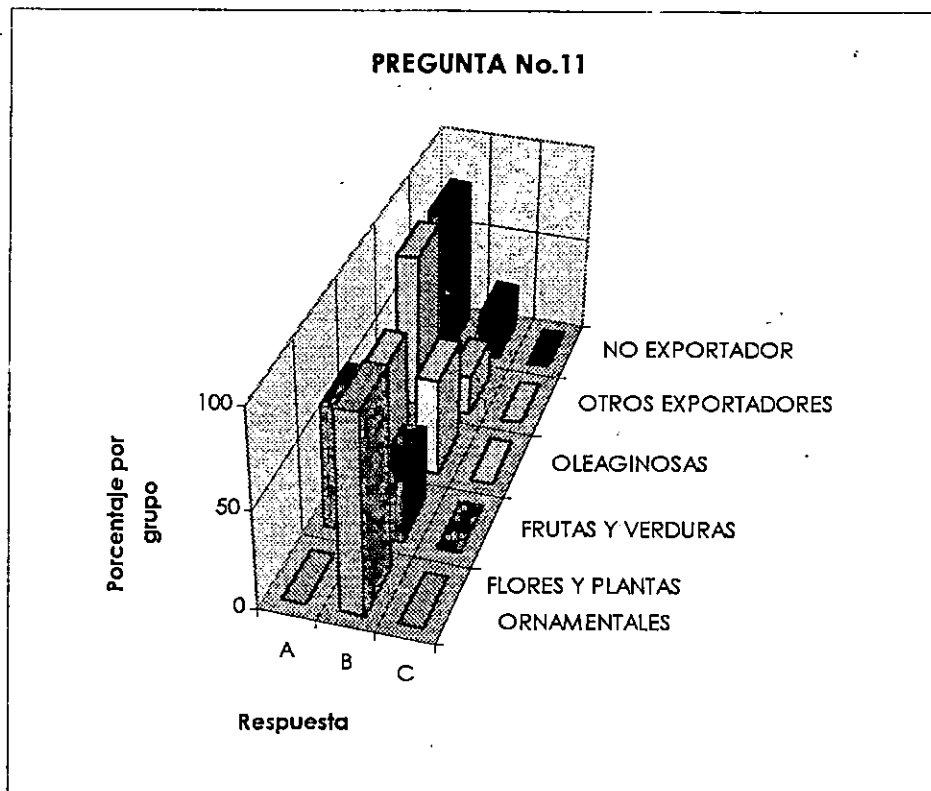 PREGUNTA No.11
NO EXPORTADOR
OTROS EXPORTADORES
OLEAGINOSAS
FRUTAS Y VERDURAS
FLORES Y PLANTAS
ORNAMENTALES
100
50
0
Porcentaje por
grupo
A
B
C
Respuesta